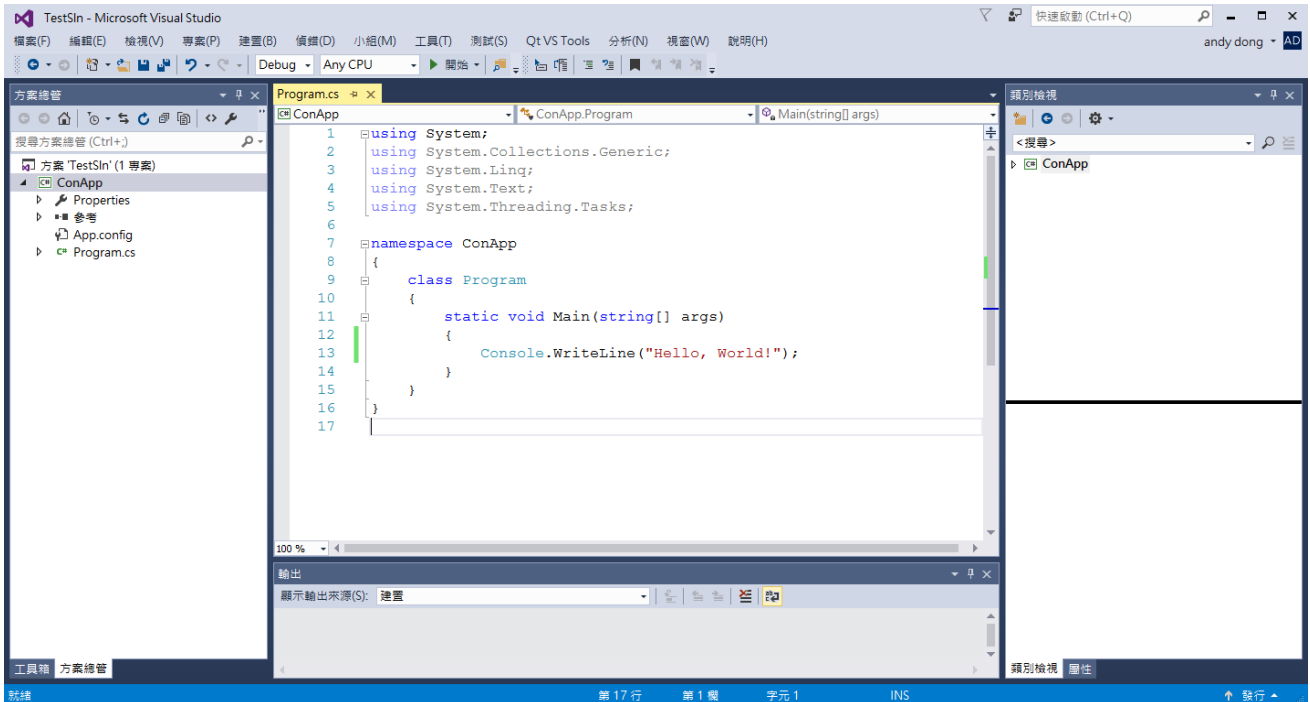 TestSln - Microsoft Visual Studio
快速啟動 (Ctrl+Q)
檔案(F) 編輯(E) 檢視(V) 專案(P) 建置(B) 偵錯(D) 小組(M) 工具(T) 測試(S) Qt VS Tools 分析(N) 視窗(W) 說明(H)
andy dong AD
Debug Any CPU 開始
方案總管
搜尋方案總管 (Ctrl+;)
方案 'TestSln' (1 專案)
C# ConApp
Properties
參考
App.config
C# Program.cs
工具箱 方案總管
Program.cs
C# ConApp ConApp.Program Main(string[] args)
1 using System;
2 using System.Collections.Generic;
3 using System.Linq;
4 using System.Text;
5 using System.Threading.Tasks;
6
7 namespace ConApp
8 {
9 class Program
10 {
11 static void Main(string[] args)
12 {
13 Console.WriteLine("Hello, World!");
14 }
15 }
16 }
17
100 %
輸出
顯示輸出來源(S): 建置
類別檢視
<搜尋>
C# ConApp
類別檢視 屬性
就緒 第 17 行 第 1 欄 字元 1 INS 發行